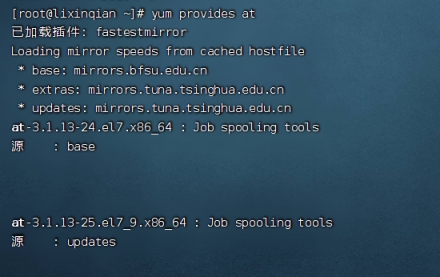 [root@lixinqian ~]# yum provides at
已加载插件: fastestmirror
Loading mirror speeds from cached hostfile
 * base: mirrors.bfsu.edu.cn
 * extras: mirrors.tuna.tsinghua.edu.cn
 * updates: mirrors.tuna.tsinghua.edu.cn
at-3.1.13-24.el7.x86_64 : Job spooling tools
源    : base
at-3.1.13-25.el7_9.x86_64 : Job spooling tools
源    : updates